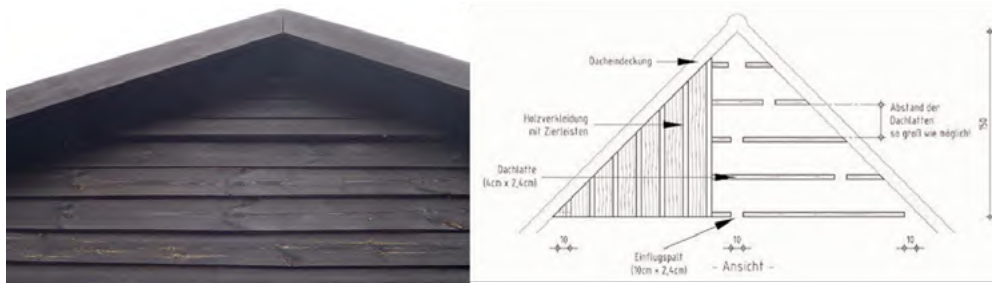 Dacheindeckung
Holzverkleidung
mit Zierleisten
Dachlatte
(4cm x 2,4cm)
Abstand der
Dachlatten
so groß wie möglich!
150
10
10
10
Einflugspalt
(10cm x 2,4cm)
- Ansicht -